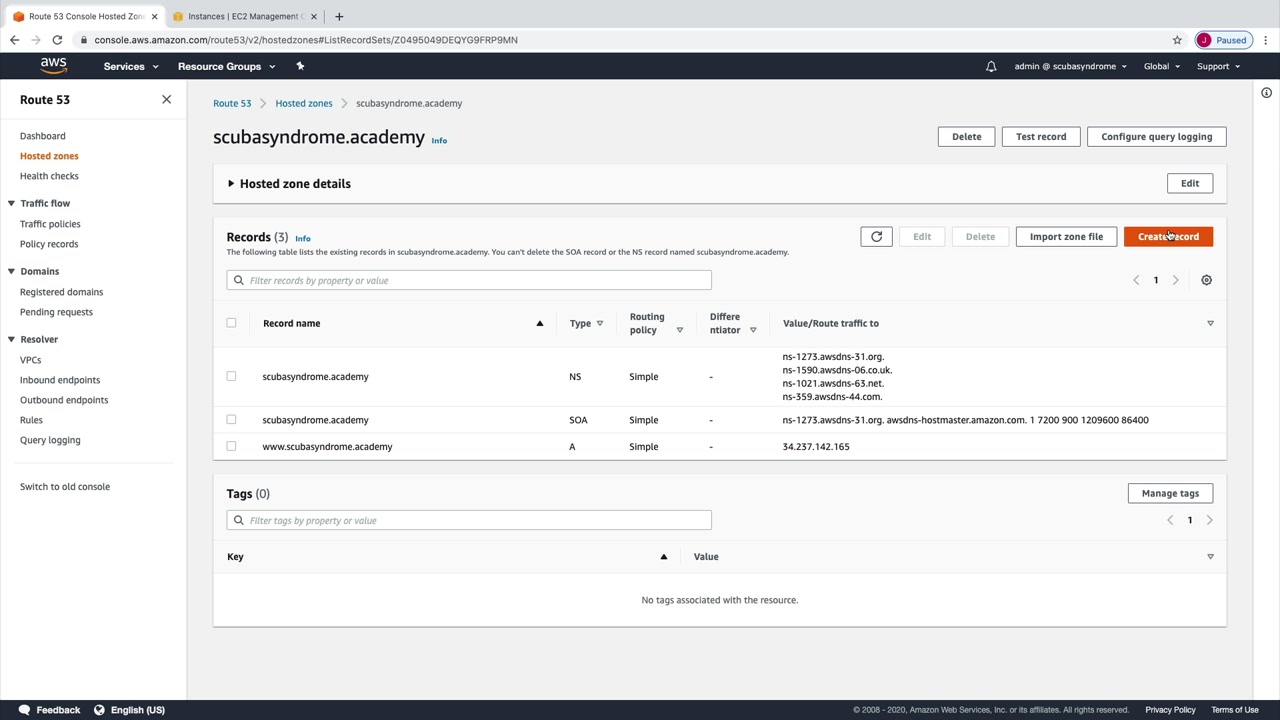 Route 53 Console Hosted Zon
Instances | EC2 Management C
console.aws.amazon.com/route53/v2/hostedzones#ListRecordSets/Z0495049DEQYG9FRP9MN
J
Paused
aws
Services
Resource Groups
admin @ scubasyndrome
Global
Support
Route 53
Dashboard
Hosted zones
Health checks
Traffic flow
Traffic policies
Policy records
Domains
Registered domains
Pending requests
Resolver
VPCs
Inbound endpoints
Outbound endpoints
Rules
Query logging
Switch to old console
Route 53 > Hosted zones > scubasyndrome.academy
scubasyndrome.academy Info
Delete
Test record
Configure query logging
Hosted zone details
Edit
Records (3) Info
The following table lists the existing records in scubasyndrome.academy. You can't delete the SOA record or the NS record named scubasyndrome.academy.
Edit
Delete
Import zone file
Create record
Filter records by property or value
1
Record name
Type
Routing
policy
Differe
ntiator
Value/Route traffic to
scubasyndrome.academy NS Simple -
ns-1273.awsdns-31.org.
ns-1590.awsdns-06.co.uk.
ns-1021.awsdns-63.net.
ns-359.awsdns-44.com.
scubasyndrome.academy SOA Simple - ns-1273.awsdns-31.org. awsdns-hostmaster.amazon.com. 1 7200 900 1209600 86400
www.scubasyndrome.academy A Simple - 34.237.142.165
Tags (0)
Manage tags
Filter tags by property or value
1
Key
Value
No tags associated with the resource.
Feedback
English (US)
© 2008 - 2020, Amazon Web Services, Inc. or its affiliates. All rights reserved.
Privacy Policy
Terms of Use